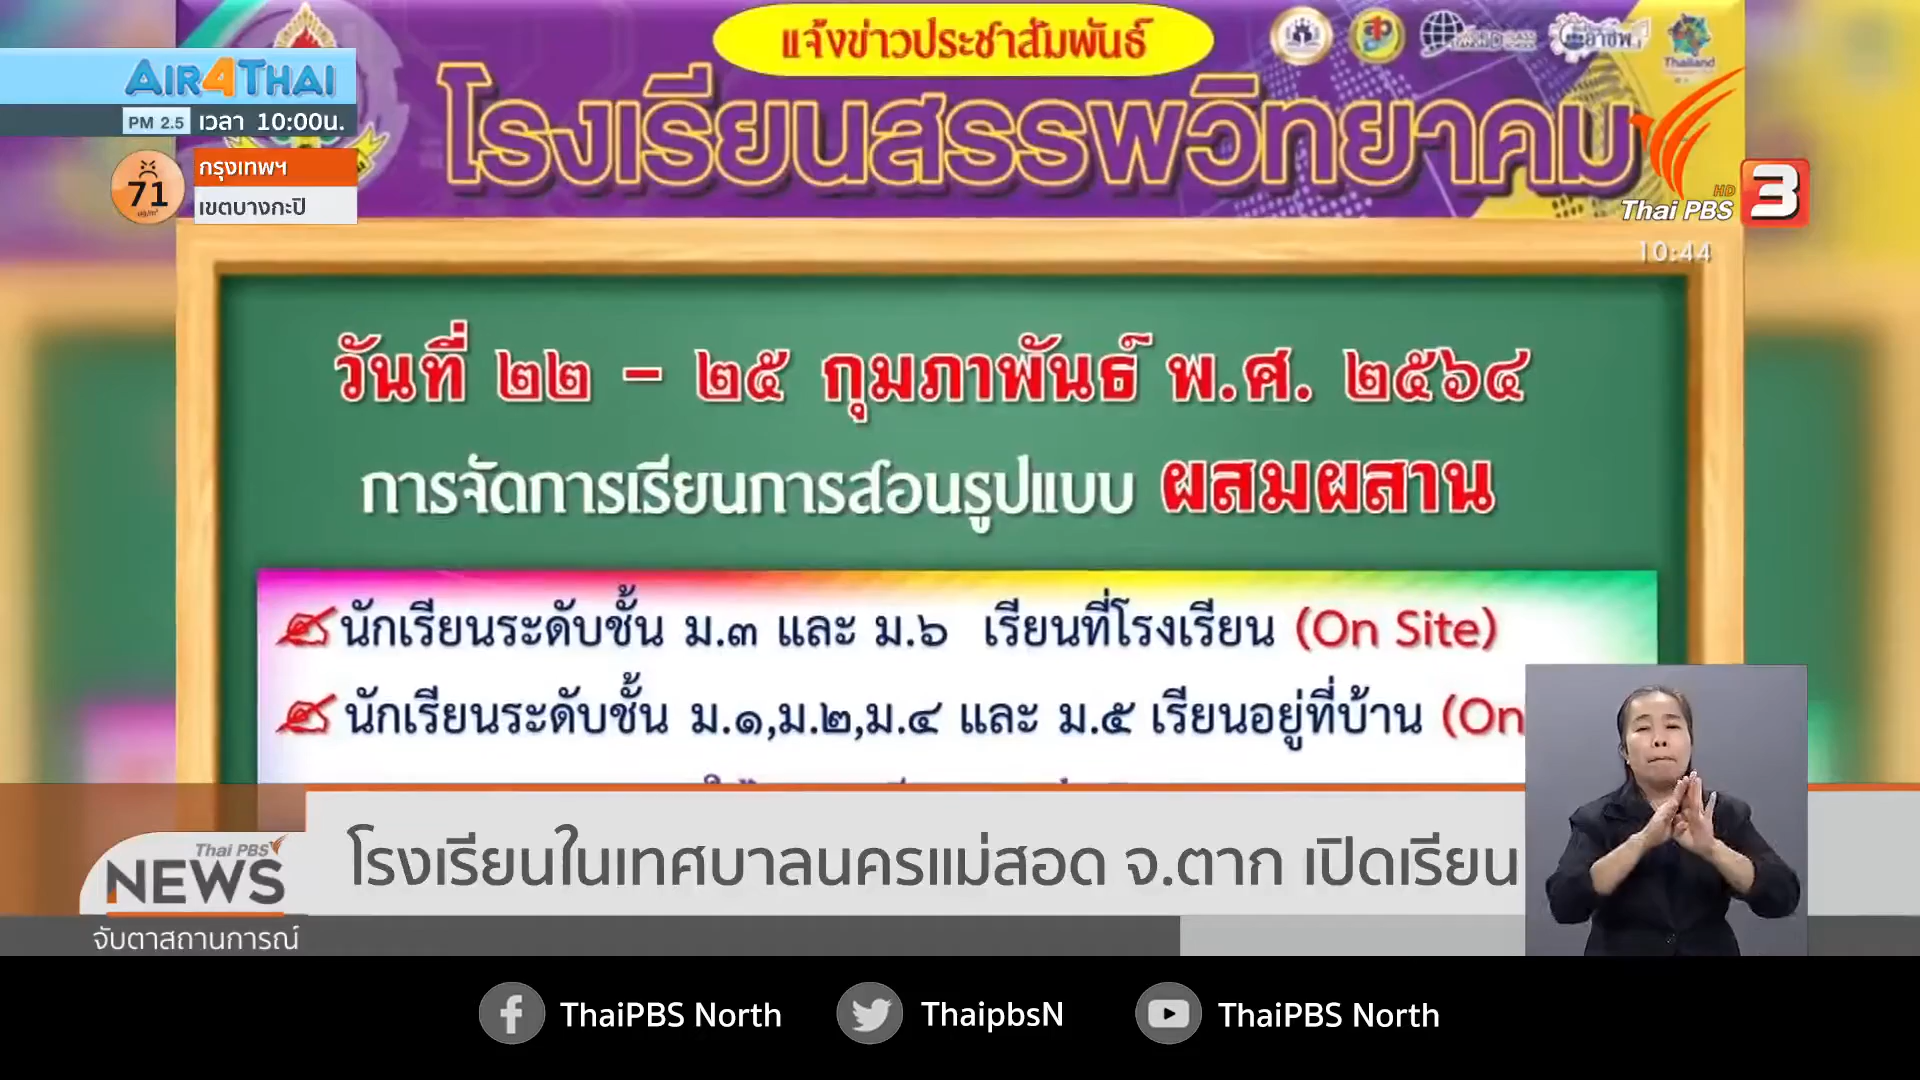 AIR4THAI
PM 2.5 เวลา 10:00น.
71
กรุงเทพฯ
เขตบางกะปิ
แจ้งข่าวประชาสัมพันธ์
โรงเรียนสรรพวิทยาคม
Thailand
HD
Thai PBS 3
10:44
วันที่ ๒๒ – ๒๕ กุมภาพันธ์ พ.ศ. ๒๕๖๔
การจัดการเรียนการสอนรูปแบบ ผสมผสาน
นักเรียนระดับชั้น ม.๓ และ ม.๖ เรียนที่โรงเรียน (On Site)
นักเรียนระดับชั้น ม.๑,ม.๒,ม.๔ และ ม.๕ เรียนอยู่ที่บ้าน (On
Thai PBS
NEWS
โรงเรียนในเทศบาลนครแม่สอด จ.ตาก เปิดเรียน
จับตาสถานการณ์
ThaiPBS North
ThaipbsN
ThaiPBS North